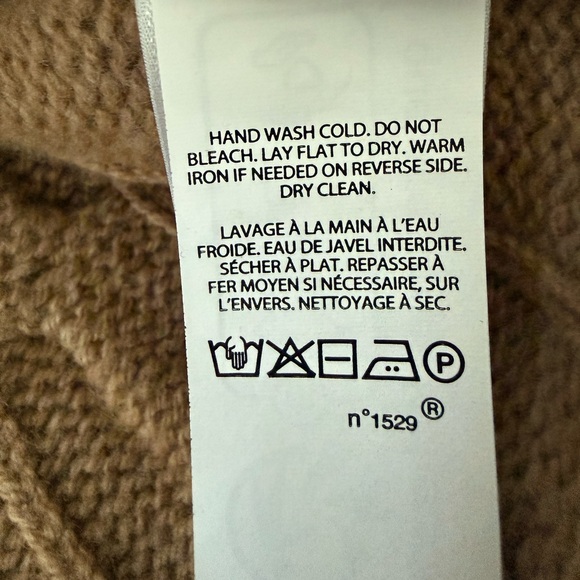 HAND WASH COLD. DO NOT
BLEACH. LAY FLAT TO DRY. WARM
IRON IF NEEDED ON REVERSE SIDE.
DRY CLEAN.
LAVAGE À LA MAIN À L'EAU
FROIDE. EAU DE JAVEL INTERDITE.
SÉCHER À PLAT. REPASSER À
FER MOYEN SI NÉCESSAIRE, SUR
L'ENVERS. NETTOYAGE À SEC.
P
n°1529®